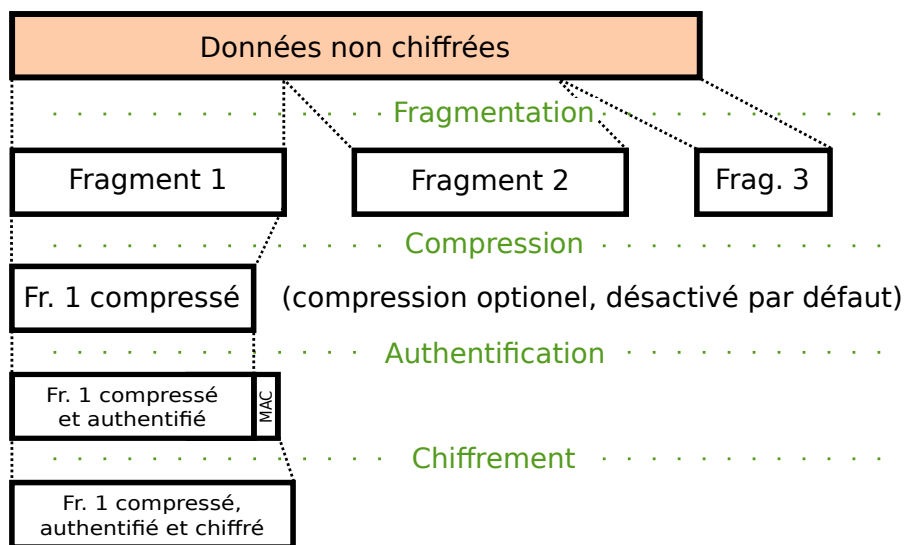 Données non chiffrées
Fragmentation
Fragment 1
Fragment 2
Frag. 3
Compression
Fr. 1 compressé
(compression optionel, désactivé par défaut)
Authentification
Fr. 1 compressé
et authentifié
MAC
Chiffrement
Fr. 1 compressé,
authentifié et chiffré